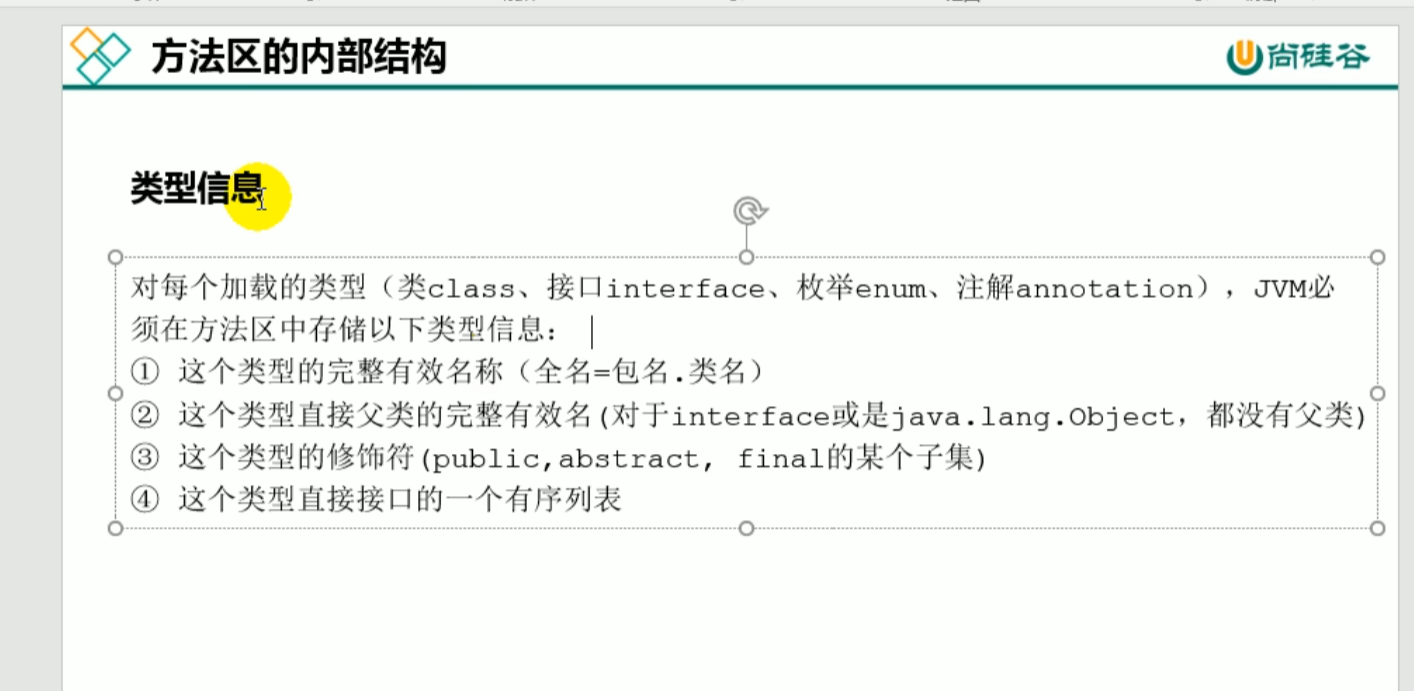 方法区的内部结构
尚硅谷
类型信息
对每个加载的类型（类class、接口interface、枚举enum、注解annotation），JVM必
须在方法区中存储以下类型信息：
① 这个类型的完整有效名称（全名=包名.类名）
② 这个类型直接父类的完整有效名(对于interface或是java.lang.Object，都没有父类)
③ 这个类型的修饰符(public,abstract, final的某个子集)
④ 这个类型直接接口的一个有序列表